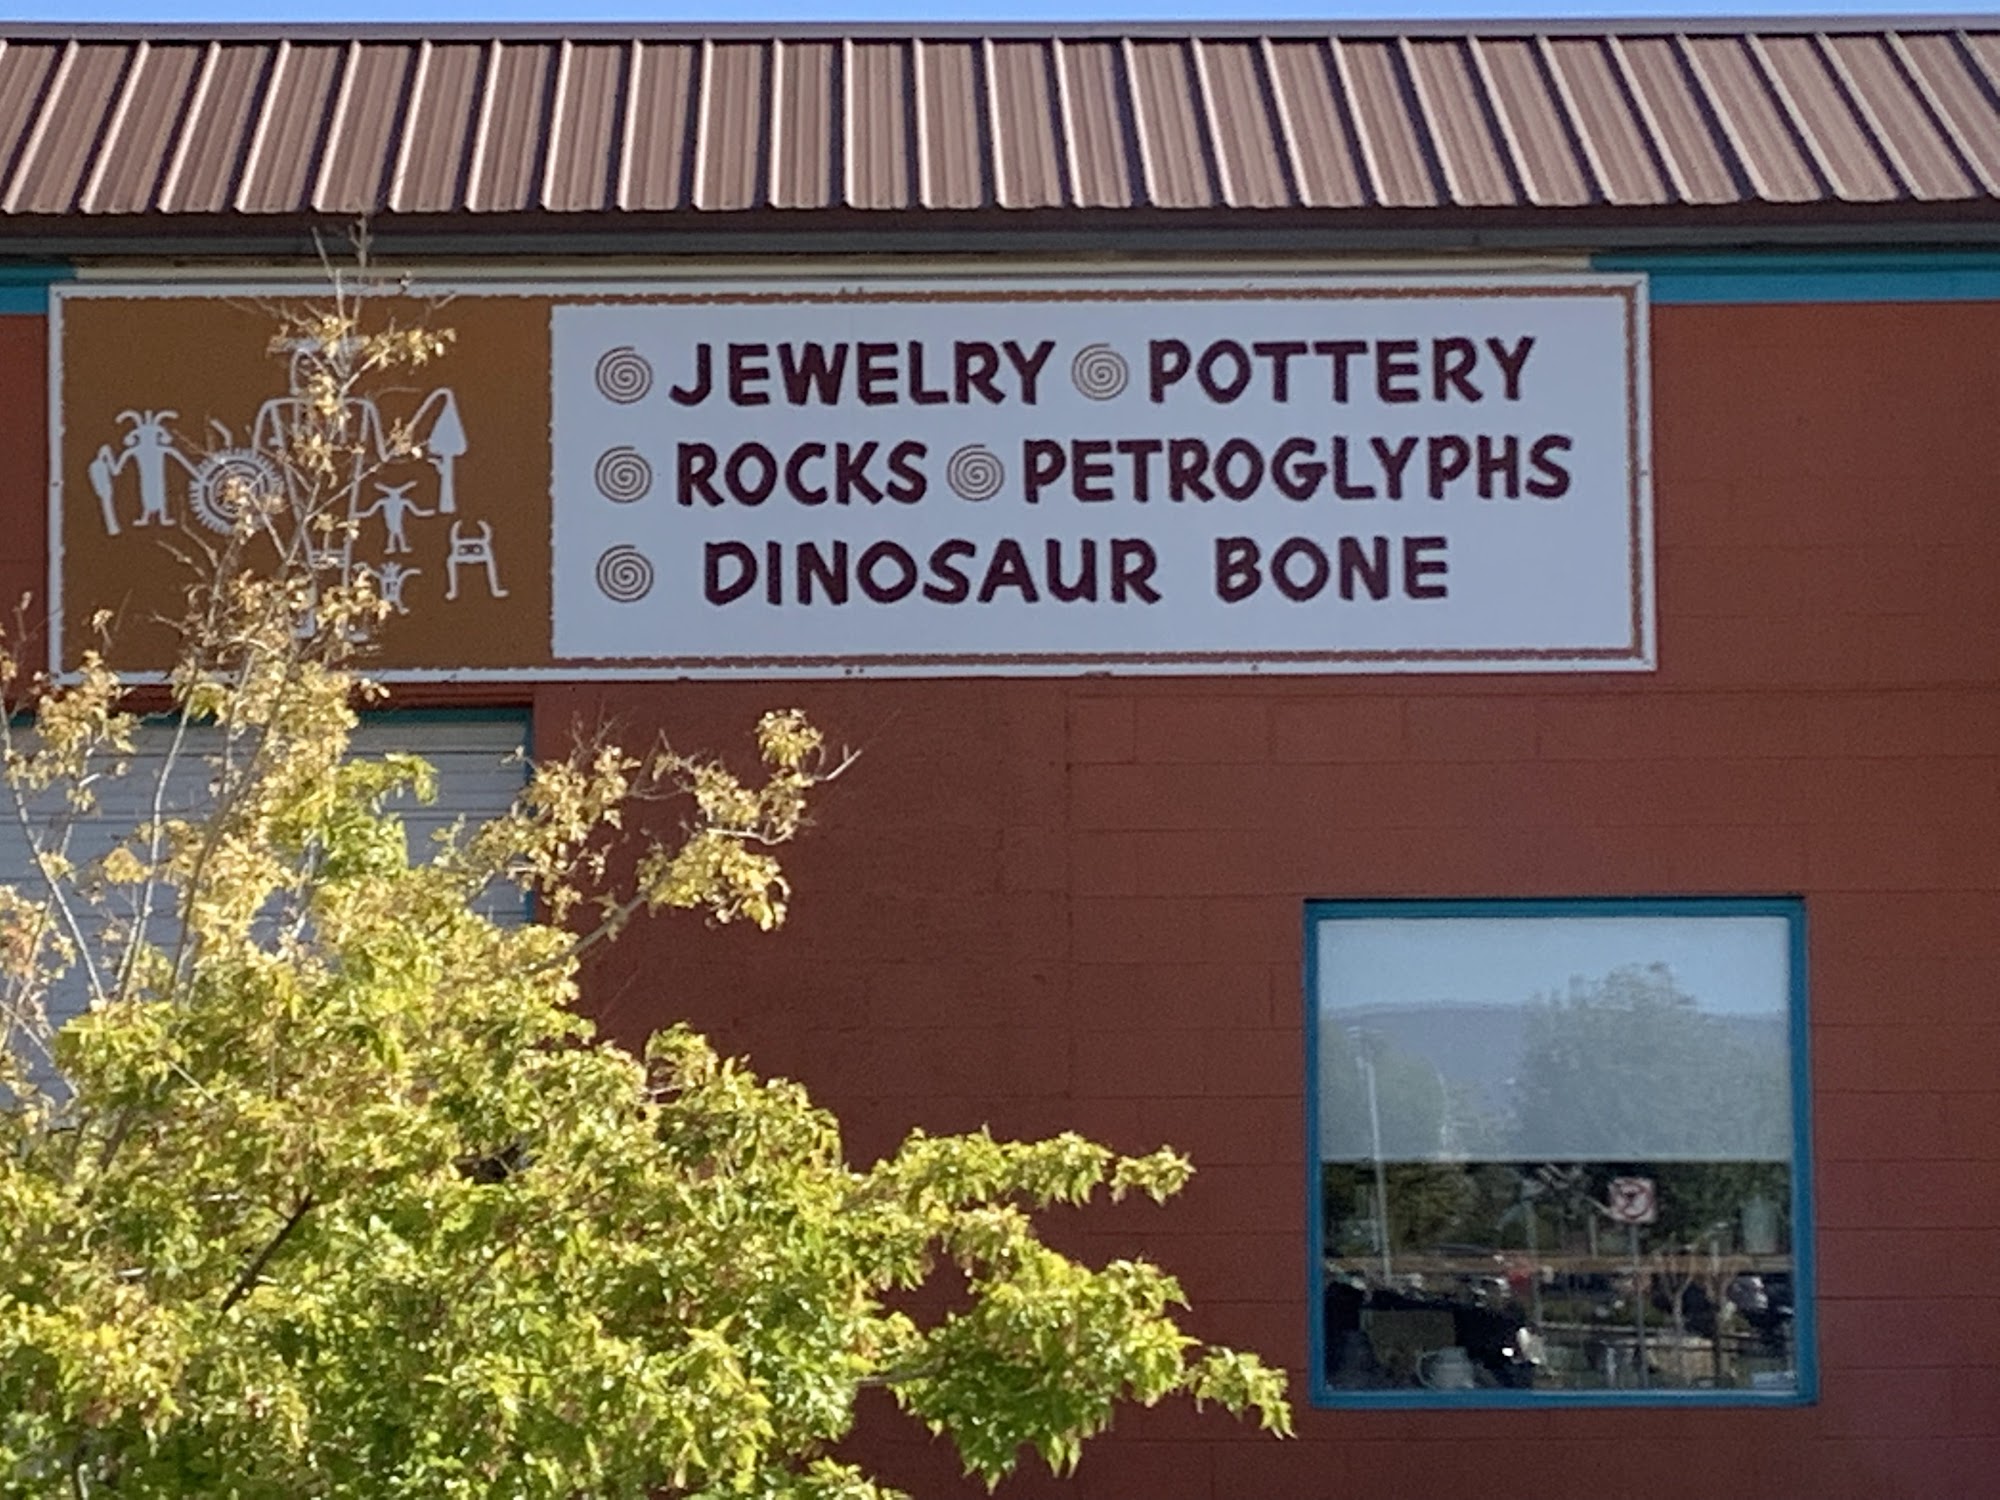 JEWELRY POTTERY
ROCKS PETROGLYPHS
DINOSAUR BONE